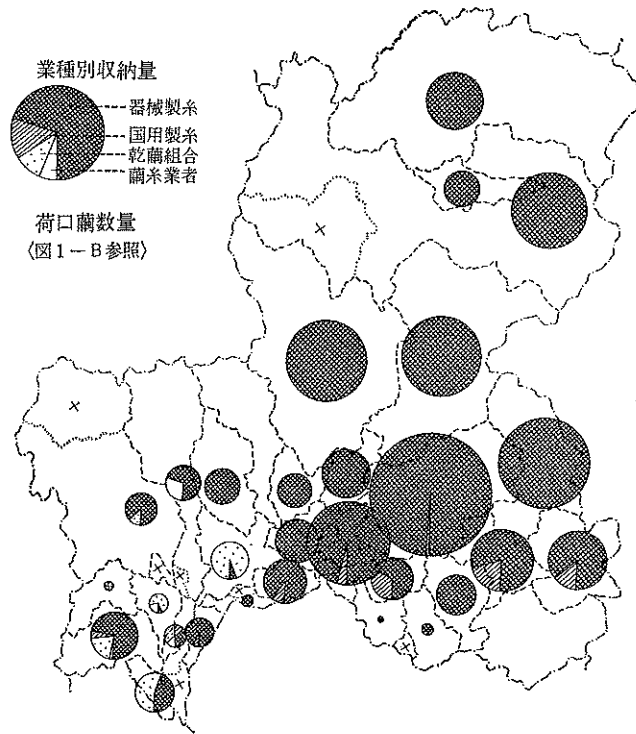 業種別収納量
器械製糸
国用製糸
乾繭組合
繭糸業者
荷口繭数量
〈図1－B参照〉